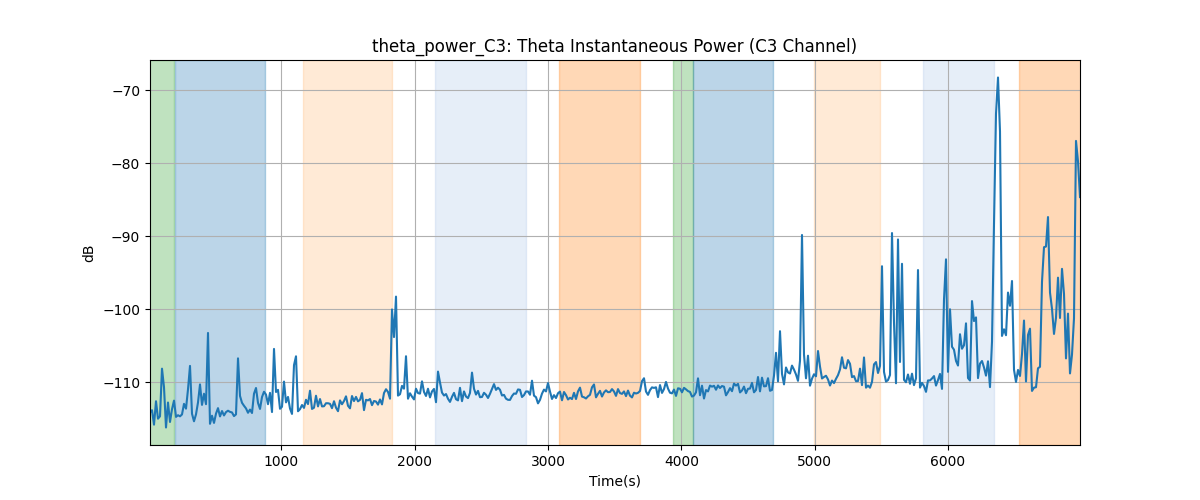 theta_power_C3: Theta Instantaneous Power (C3 Channel)
dB
−70
−80
−90
−100
−110
1000 2000 3000 4000 5000 6000
Time(s)